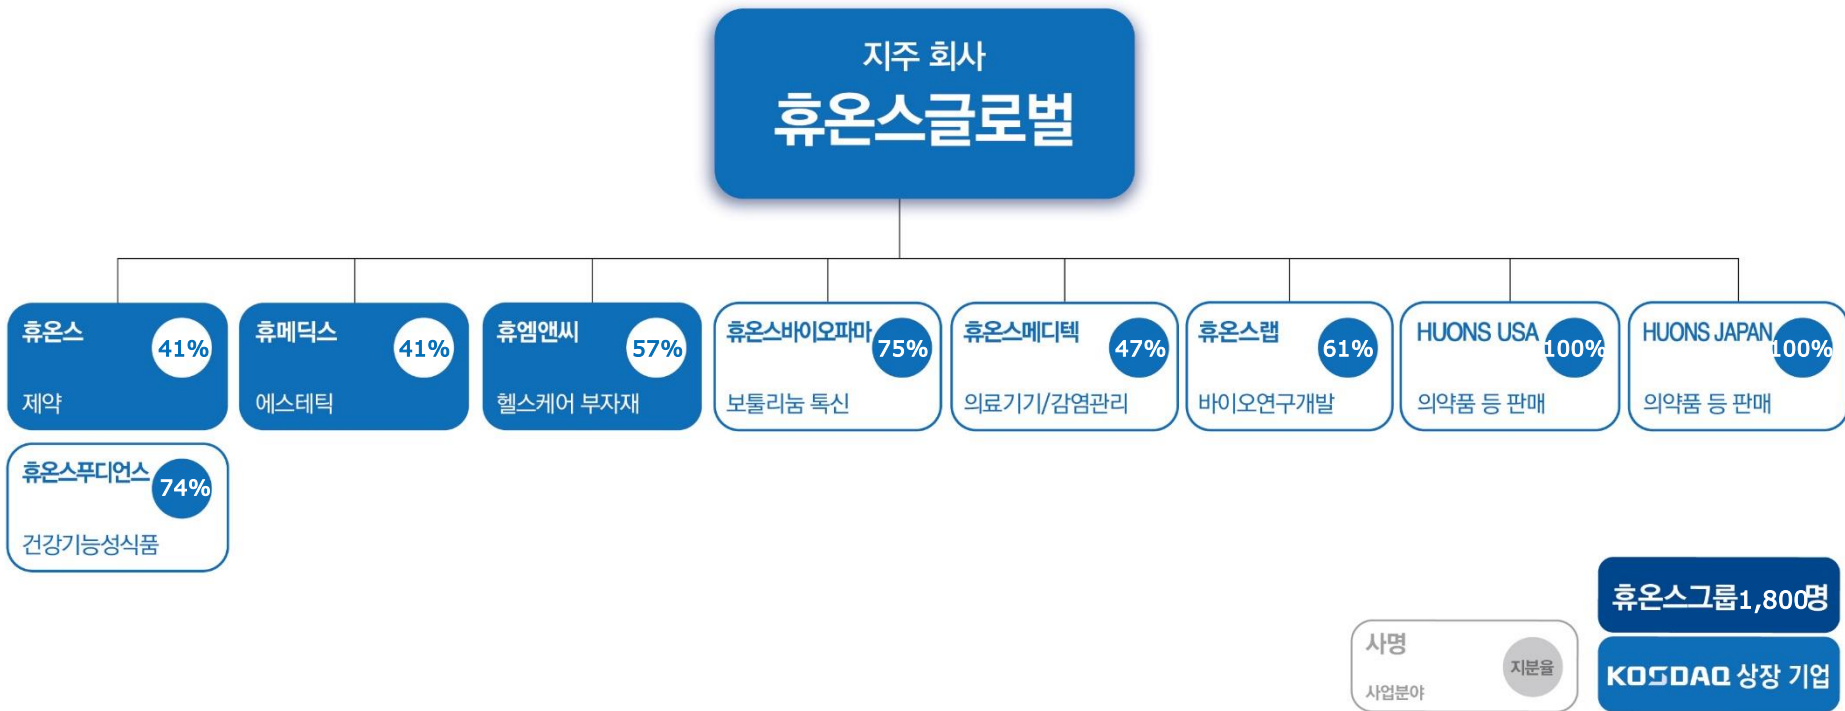 지주 회사
휴온스글로벌
휴온스
41%
제약
휴메딕스
41%
에스테틱
휴엠앤씨
57%
헬스케어 부자재
휴온스바이오파마
75%
보툴리눔 톡신
휴온스메디텍
47%
의료기기/감염관리
휴온스랩
61%
바이오연구개발
HUONS USA
100%
의약품 등 판매
HUONS JAPAN
100%
의약품 등 판매
휴온스푸디언스
74%
건강기능성식품
휴온스그룹1,800명
사명
지분율
사업분야
KOSDAQ 상장 기업